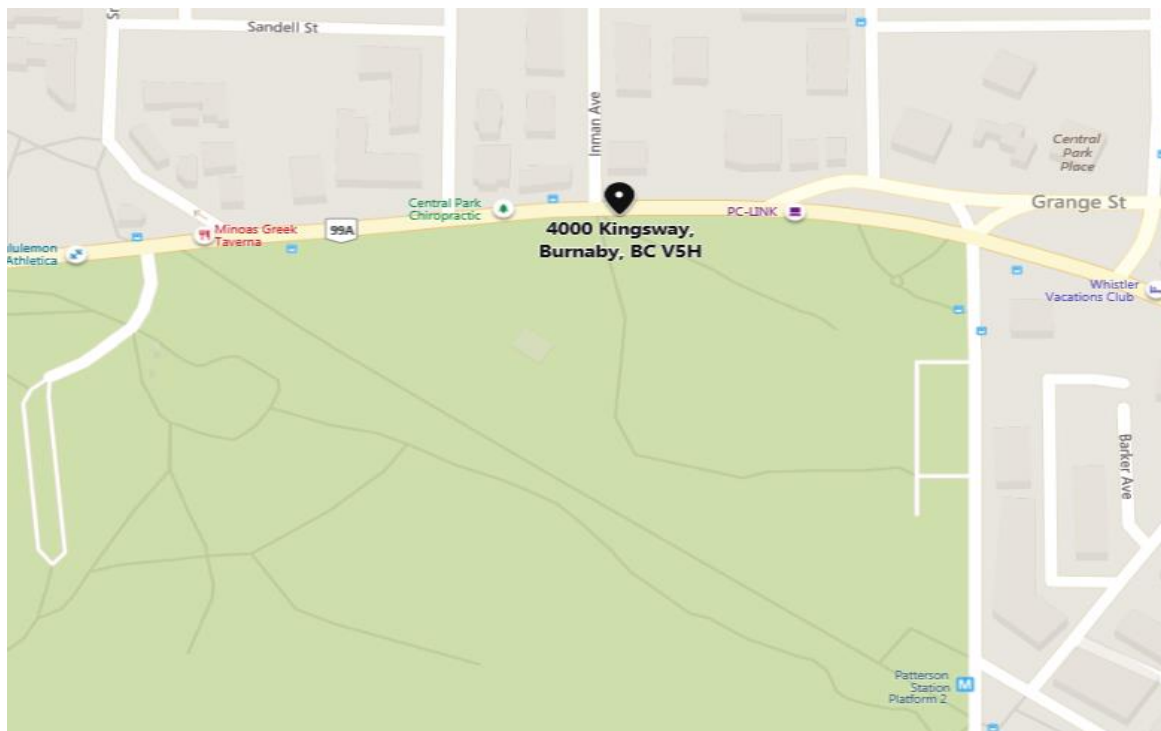 Sandell St
Inman Ave
Central
Park
Place
Central Park
Chiropractic
PC-LINK
Grange St
Minoas Greek
Taverna
99A
4000 Kingsway,
Burnaby, BC V5H
lululemon
Athletica
Whistler
Vacations Club
Barker Ave
Patterson
Station
Platform 2
M